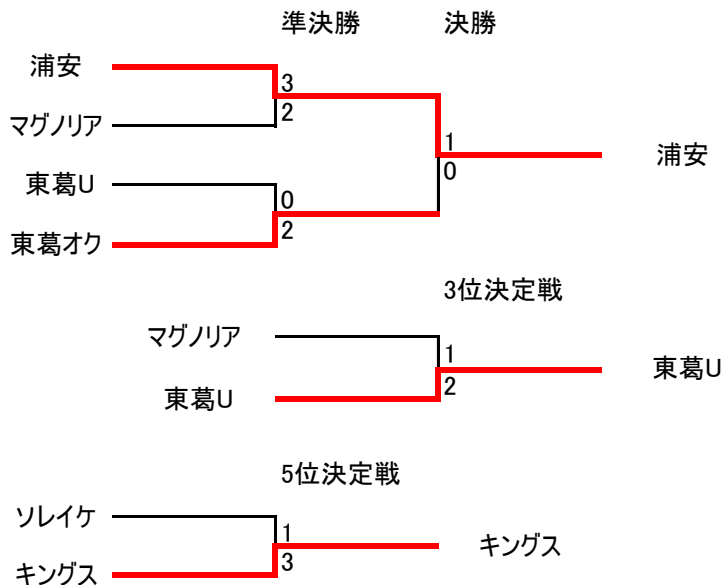 準決勝 決勝
浦安
3
マグノリア
2
1
浦安
0
東葛U
0
東葛オク
2
3位決定戦
マグノリア
1
東葛U
2
東葛U
5位決定戦
ソレイケ
1
キングス
キングス
3